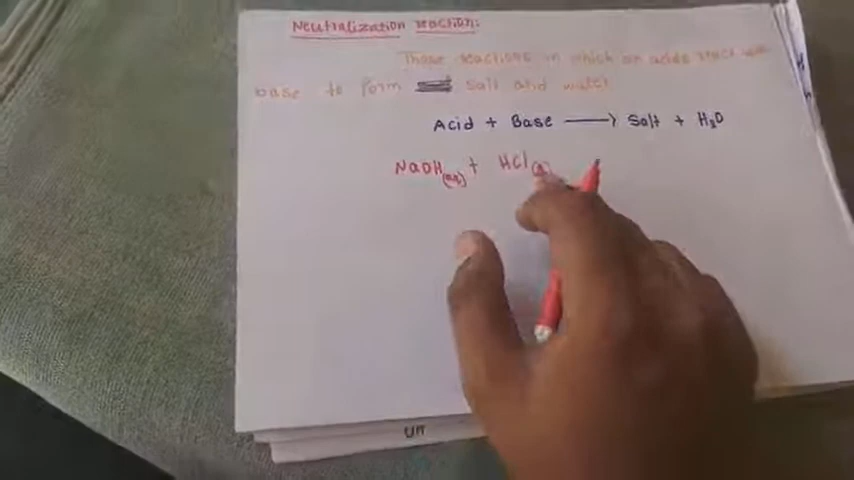 Neutralization reaction:
Those reactions in which an acids react with
base to form salt and water
Acid + Base → Salt + H₂O
NaOH(aq) + HCl